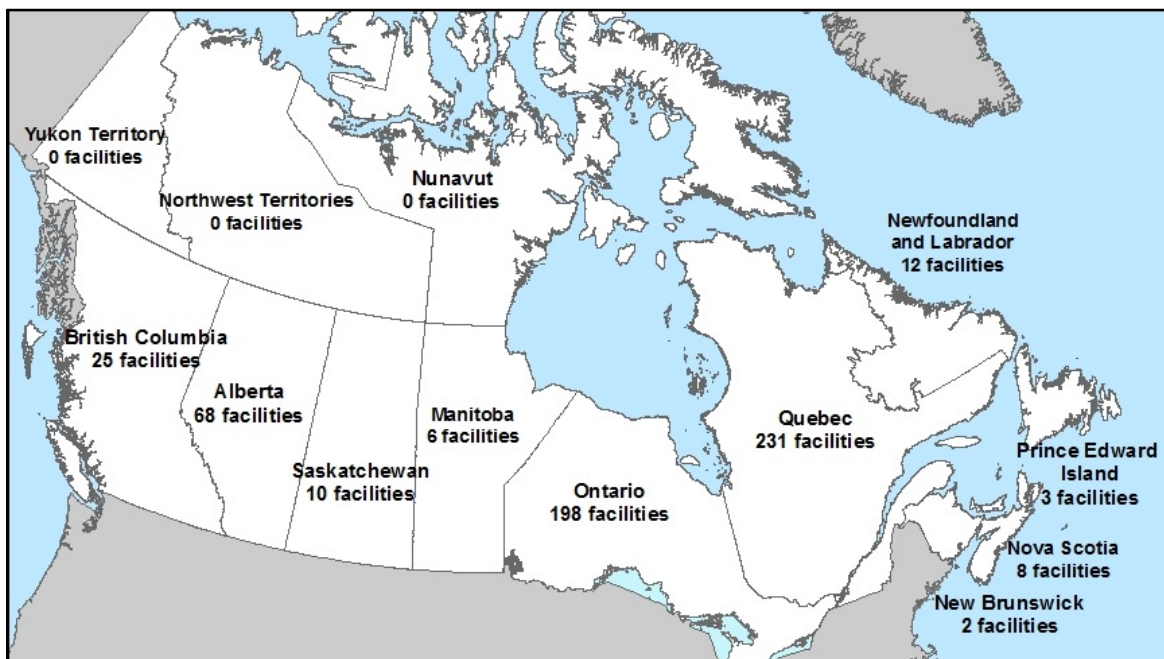 Yukon Territory
0 facilities
Northwest Territories
0 facilities
Nunavut
0 facilities
Newfoundland
and Labrador
12 facilities
British Columbia
25 facilities
Alberta
68 facilities
Saskatchewan
10 facilities
Manitoba
6 facilities
Ontario
198 facilities
Quebec
231 facilities
Prince Edward
Island
3 facilities
Nova Scotia
8 facilities
New Brunswick
2 facilities